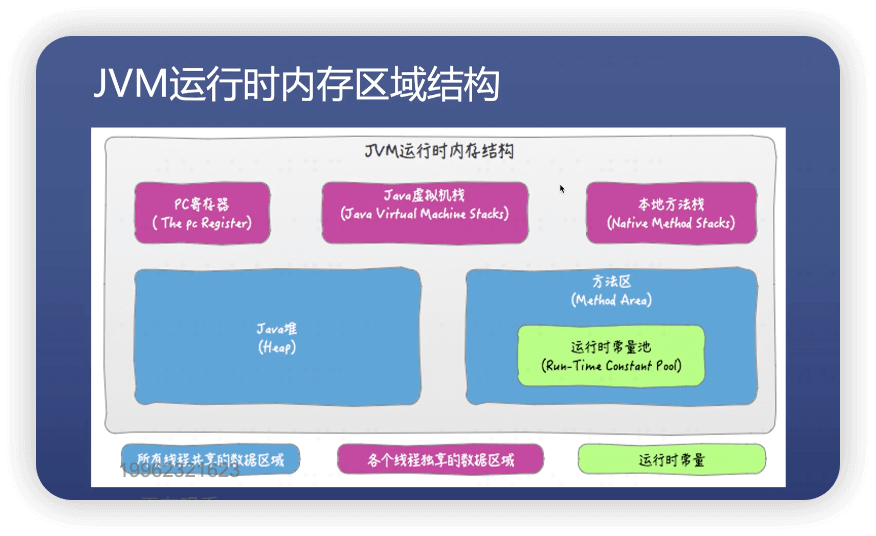 JVM运行时内存区域结构
JVM运行时内存结构
PC寄存器
( The pc Register)
Java虚拟机栈
(Java Virtual Machine Stacks)
本地方法栈
(Native Method Stacks)
Java堆
(Heap)
方法区
(Method Area)
运行时常量池
(Run-Time Constant Pool)
所有线程共享的数据区域
各个线程独享的数据区域
运行时常量
19962321623